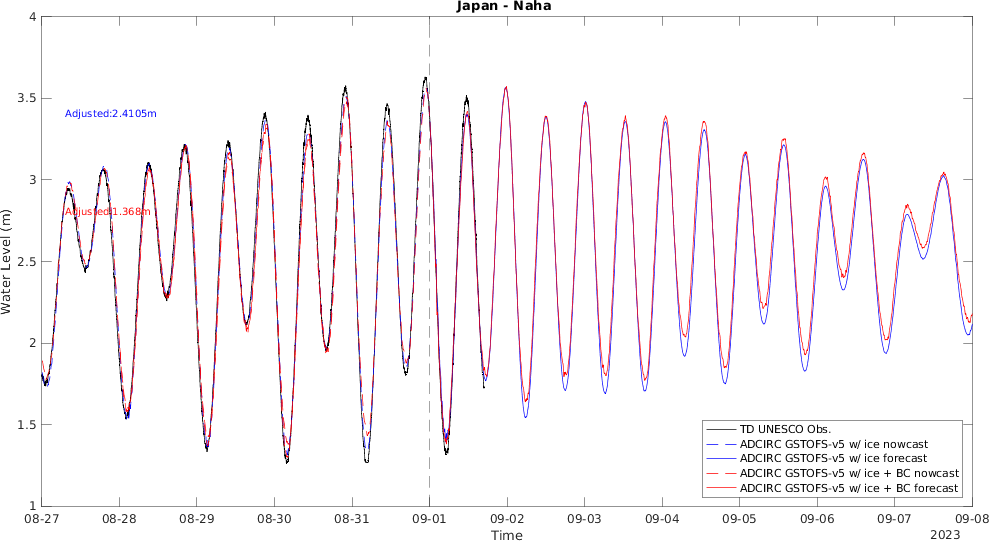 Japan - Naha
4
3.5
3
2.5
2
1.5
1
Water Level (m)
Adjusted:2.4105m
Adjusted:1.368m
TD UNESCO Obs.
ADCIRC GSTOFS-v5 w/ ice nowcast
ADCIRC GSTOFS-v5 w/ ice forecast
ADCIRC GSTOFS-v5 w/ ice + BC nowcast
ADCIRC GSTOFS-v5 w/ ice + BC forecast
08-27 08-28 08-29 08-30 08-31 09-01 09-02 09-03 09-04 09-05 09-06 09-07 09-08
Time
2023